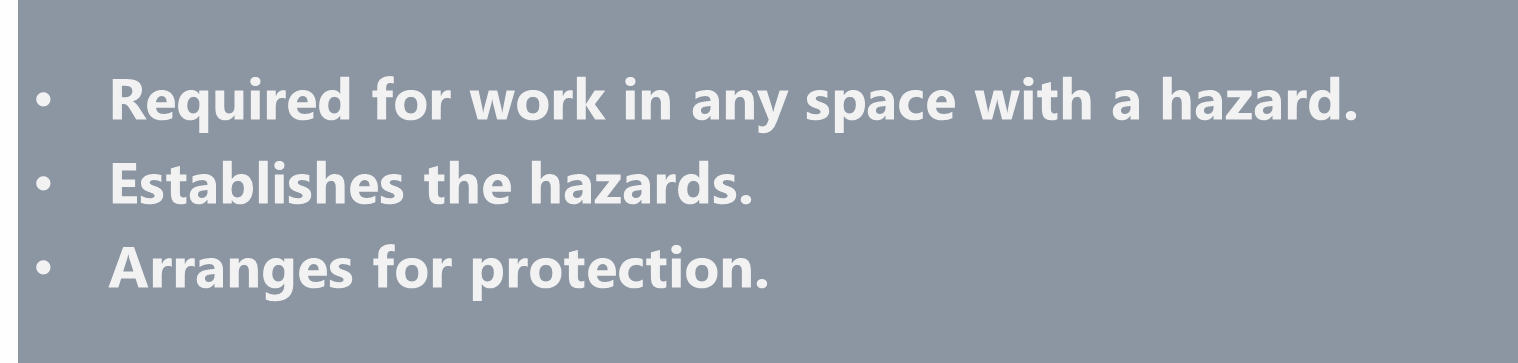 • Required for work in any space with a hazard.
• Establishes the hazards.
• Arranges for protection.